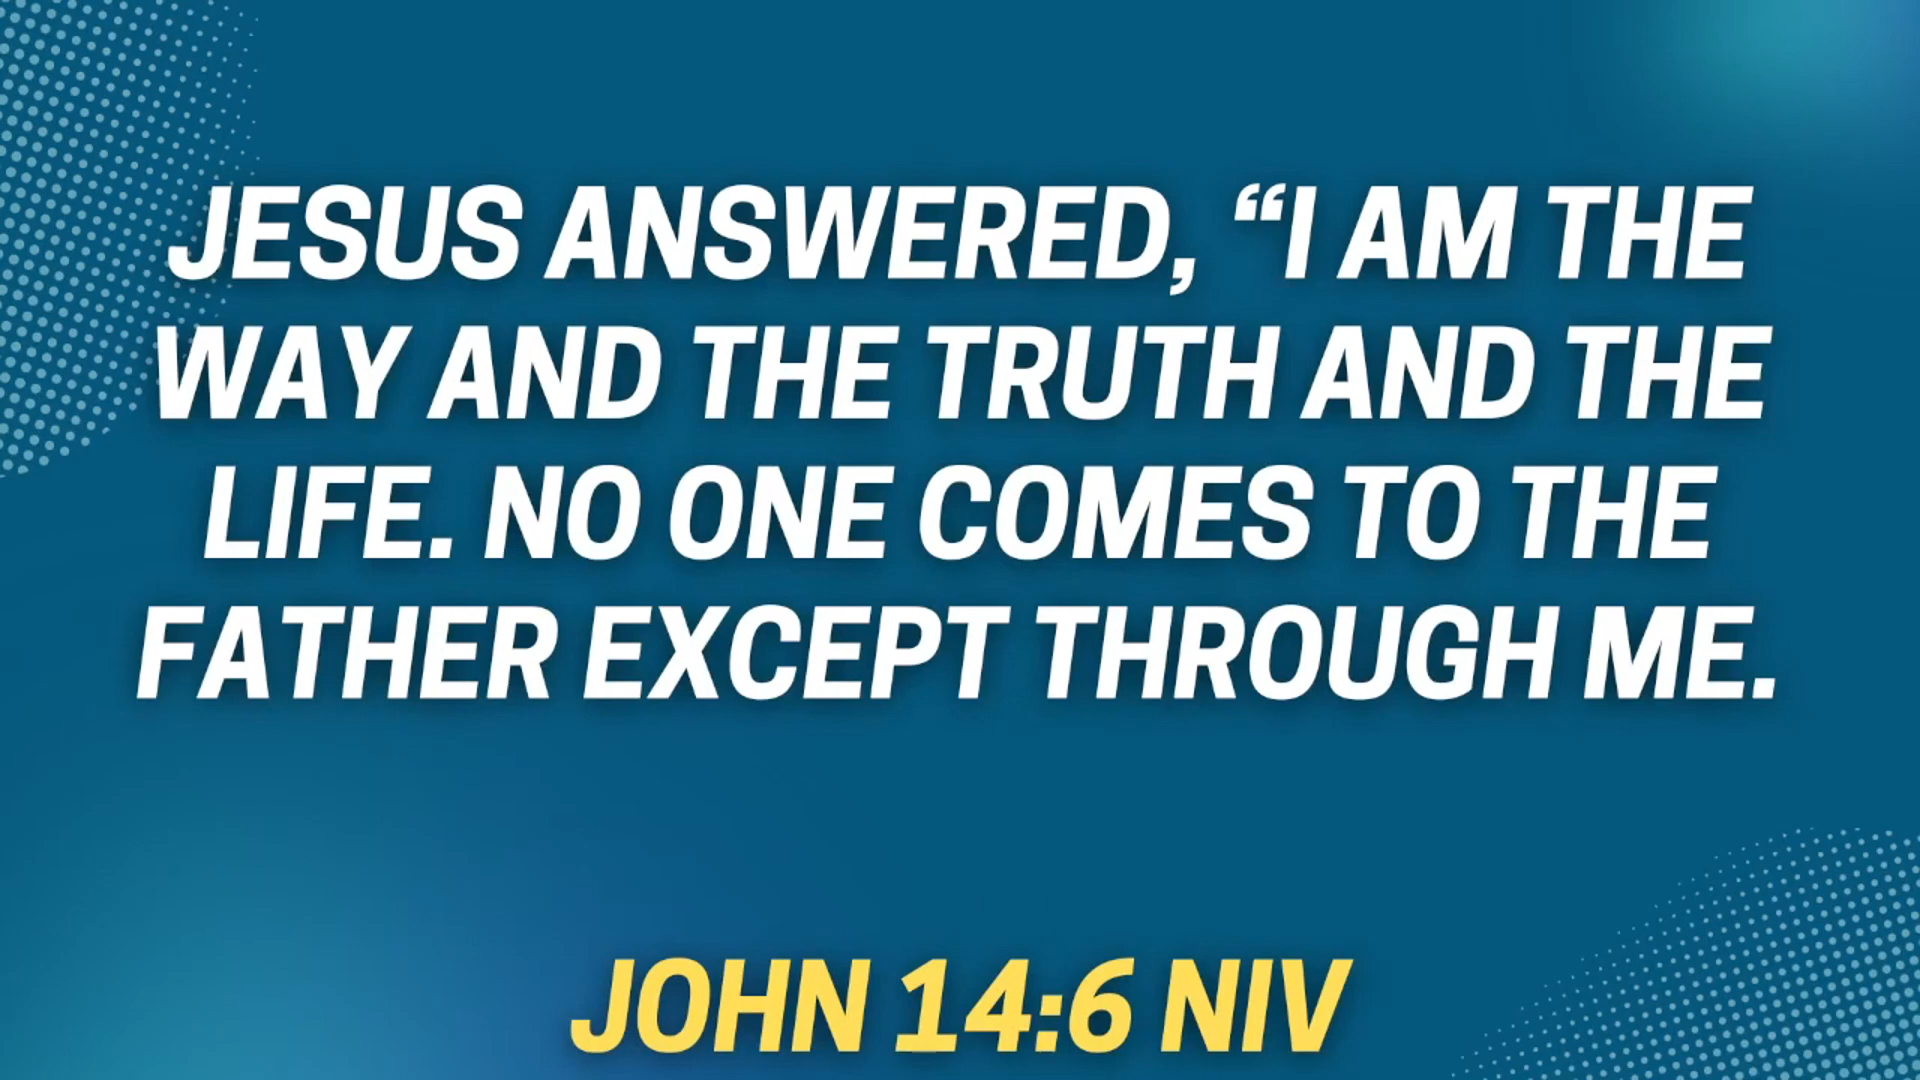 JESUS ANSWERED, “I AM THE
WAY AND THE TRUTH AND THE
LIFE. NO ONE COMES TO THE
FATHER EXCEPT THROUGH ME.
JOHN 14:6 NIV